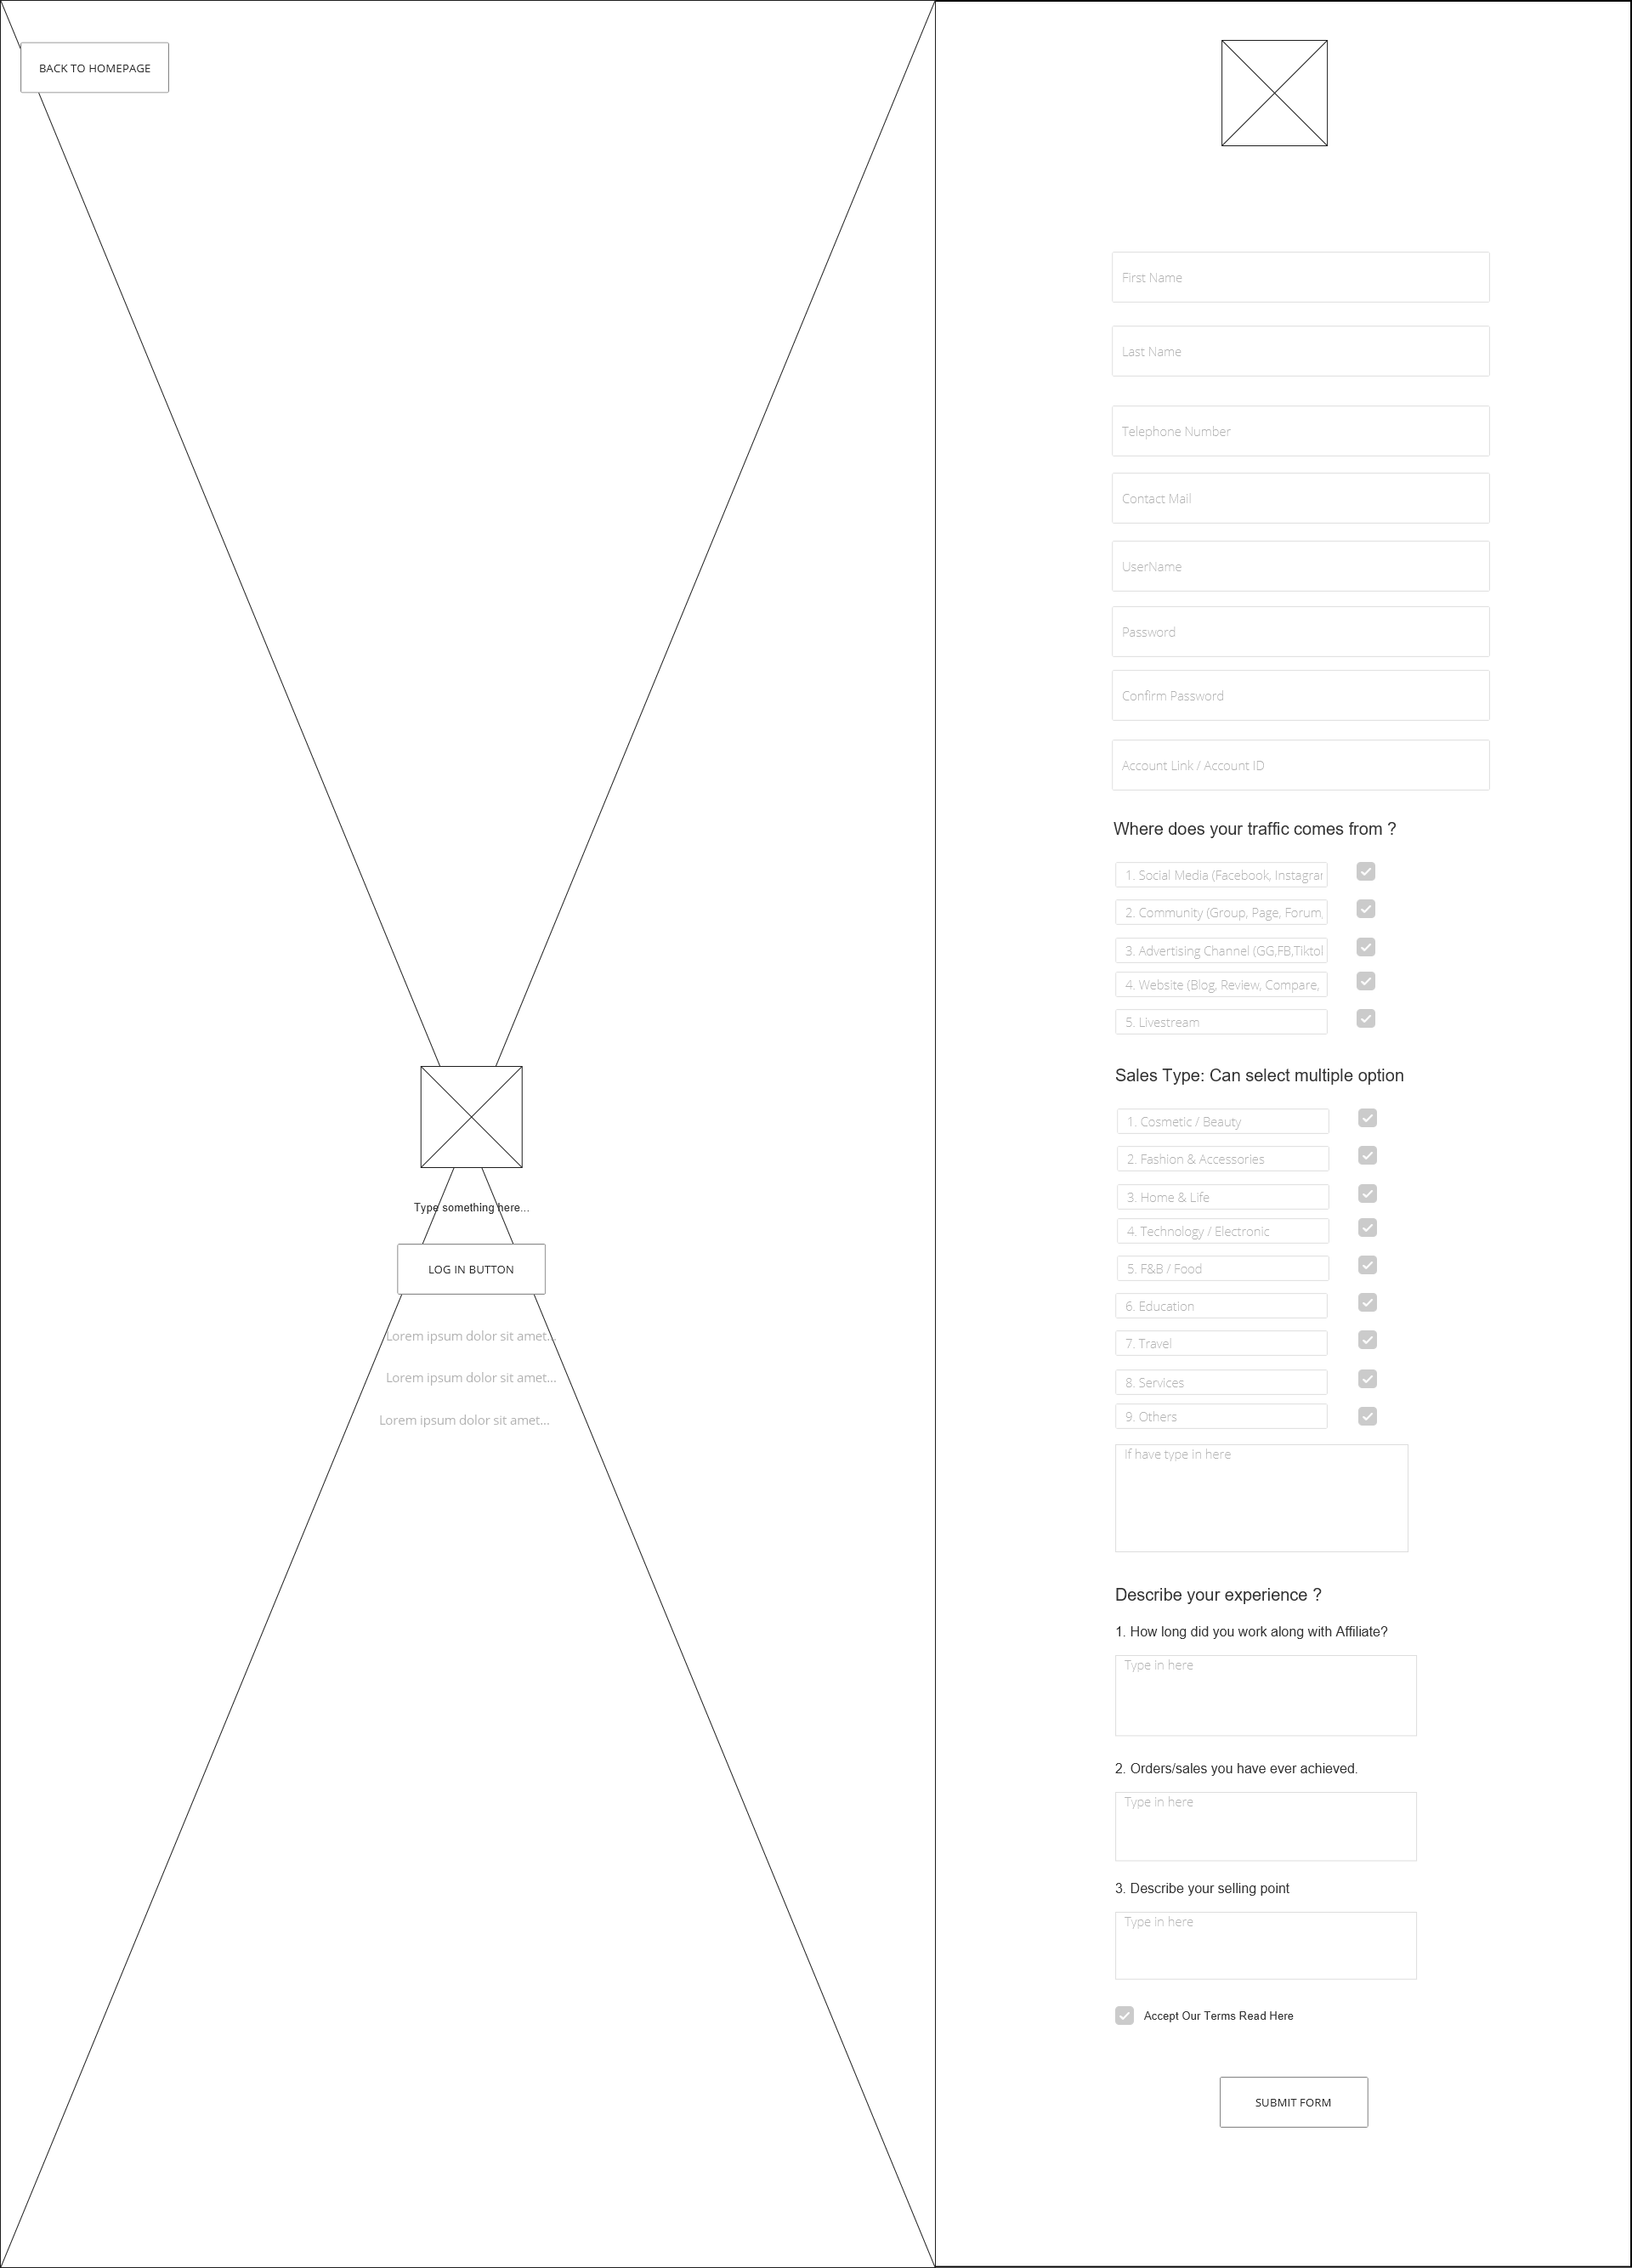 BACK TO HOMEPAGE
Type something here...
LOG IN BUTTON
Lorem ipsum dolor sit amet...
Lorem ipsum dolor sit amet...
Lorem ipsum dolor sit amet...
First Name
Last Name
Telephone Number
Contact Mail
UserName
Password
Confirm Password
Account Link / Account ID
Where does your traffic comes from ?
1. Social Media (Facebook, Instagram
2. Community (Group, Page, Forum,
3. Advertising Channel (GG,FB,Tiktok
4. Website (Blog, Review, Compare,
5. Livestream
Sales Type: Can select multiple option
1. Cosmetic / Beauty
2. Fashion & Accessories
3. Home & Life
4. Technology / Electronic
5. F&B / Food
6. Education
7. Travel
8. Services
9. Others
If have type in here
Describe your experience ?
1. How long did you work along with Affiliate?
Type in here
2. Orders/sales you have ever achieved.
Type in here
3. Describe your selling point
Type in here
Accept Our Terms Read Here
SUBMIT FORM